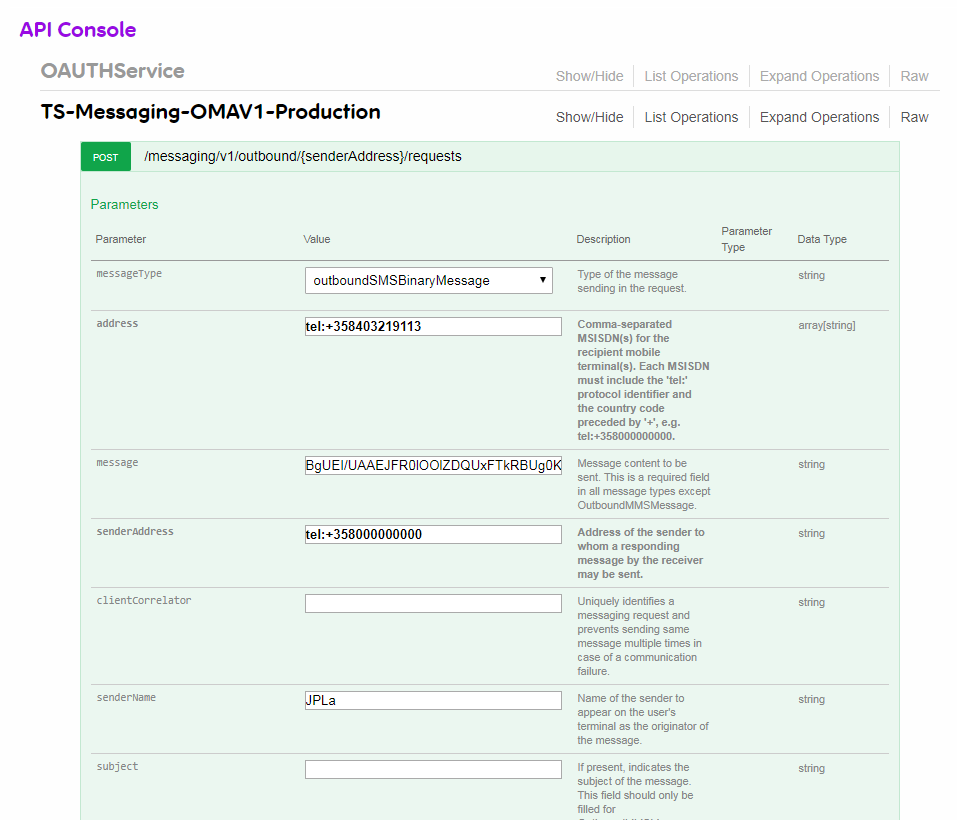 API Console
OAUTHService
Show/Hide List Operations Expand Operations Raw
TS-Messaging-OMAV1-Production
Show/Hide List Operations Expand Operations Raw
POST /messaging/v1/outbound/{senderAddress}/requests
Parameters
Parameter Value Description Parameter Type Data Type
messageType outboundSMSBinaryMessage Type of the message string
sending in the request.
address tel:+358403219113 Comma-separated array[string]
MSISDN(s) for the
recipient mobile
terminal(s). Each MSISDN
must include the 'tel:'
protocol identifier and
the country code
preceded by '+', e.g.
tel:+358000000000.
message BgUEI/UAAEJFR0lOOlZDQUxFTkRBUg0K Message content to be string
sent. This is a required field
in all message types except
OutboundMMSMessage.
senderAddress tel:+358000000000 Address of the sender to string
whom a responding
message by the receiver
may be sent.
clientCorrelator Uniquely identifies a string
messaging request and
prevents sending same
message multiple times in
case of a communication
failure.
senderName JPLa Name of the sender to string
appear on the user's
terminal as the originator of
the message.
subject If present, indicates the string
subject of the message.
This field should only be
filled for